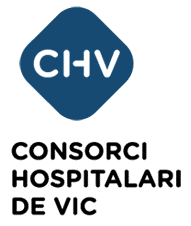 CHV
CONSORCI
HOSPITALARI
DE VIC